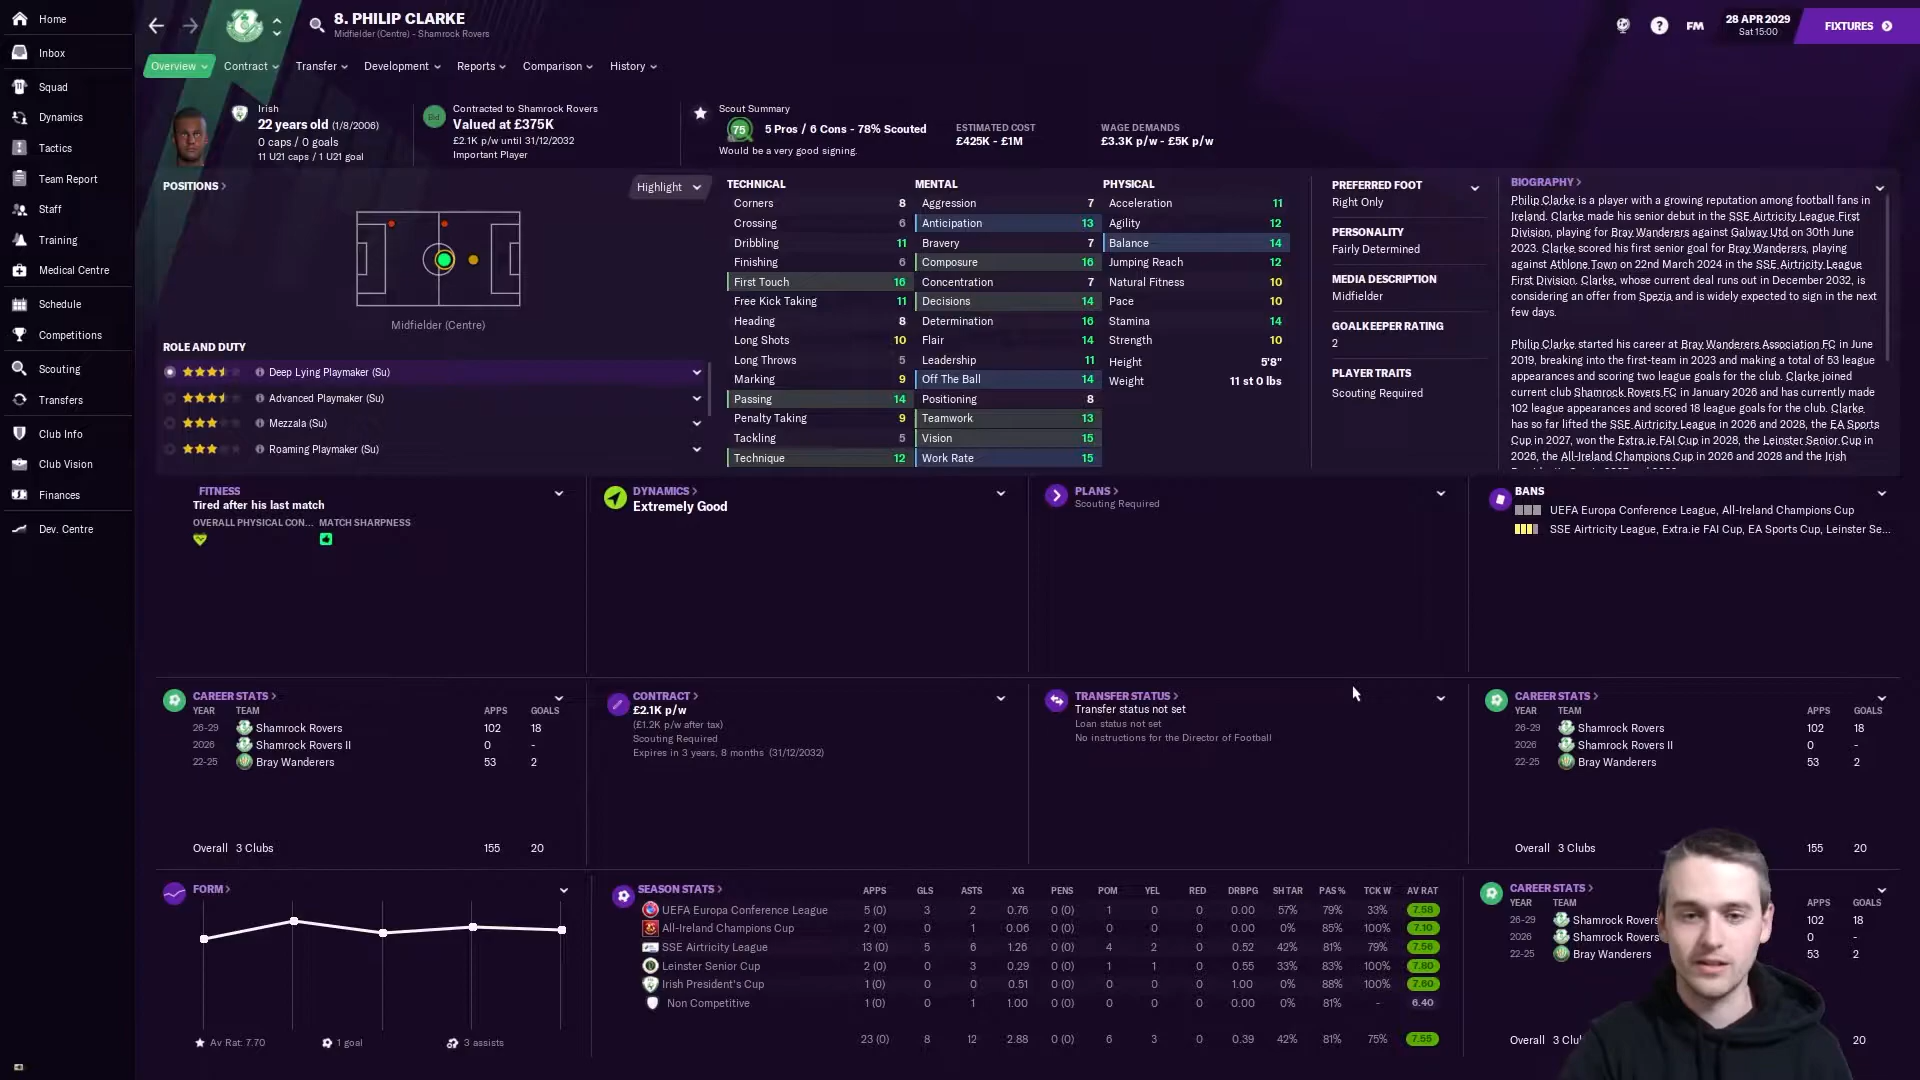 Home
Inbox
Squad
Dynamics
Tactics
Team Report
Staff
Training
Medical Centre
Schedule
Competitions
Scouting
Transfers
Club Info
Club Vision
Finances
Dev. Centre
8. PHILIP CLARKE
Midfielder (Centre) - Shamrock Rovers
FM
28 APR 2029
Sat 15:00
FIXTURES
Overview
Contract
Transfer
Development
Reports
Comparison
History
Irish
22 years old (1/8/2006)
0 caps / 0 goals
11 U21 caps / 1 U21 goal
Bid
Contracted to Shamrock Rovers
Valued at £375K
£2.1K p/w until 31/12/2032
Important Player
Scout Summary
75
5 Pros / 6 Cons - 78% Scouted
Would be a very good signing.
ESTIMATED COST
£425K - £1M
WAGE DEMANDS
£3.3K p/w - £5K p/w
POSITIONS
Highlight
Midfielder (Centre)
ROLE AND DUTY
Deep Lying Playmaker (Su)
Advanced Playmaker (Su)
Mezzala (Su)
Roaming Playmaker (Su)
TECHNICAL
Corners 8
Crossing 6
Dribbling 11
Finishing 6
First Touch 16
Free Kick Taking 11
Heading 8
Long Shots 10
Long Throws 5
Marking 9
Passing 14
Penalty Taking 9
Tackling 5
Technique 12
MENTAL
Aggression 7
Anticipation 13
Bravery 7
Composure 16
Concentration 7
Decisions 14
Determination 16
Flair 14
Leadership 11
Off The Ball 14
Positioning 8
Teamwork 13
Vision 15
Work Rate 15
PHYSICAL
Acceleration 11
Agility 12
Balance 14
Jumping Reach 12
Natural Fitness 10
Pace 10
Stamina 14
Strength 10
Height 5'8"
Weight 11 st 0 lbs
PREFERRED FOOT
Right Only
PERSONALITY
Fairly Determined
MEDIA DESCRIPTION
Midfielder
GOALKEEPER RATING
2
PLAYER TRAITS
Scouting Required
BIOGRAPHY
Philip Clarke is a player with a growing reputation among football fans in
Ireland. Clarke made his senior debut in the SSE Airtricity League First
Division, playing for Bray Wanderers against Galway Utd on 30th June
2023. Clarke scored his first senior goal for Bray Wanderers, playing
against Athlone Town on 22nd March 2024 in the SSE Airtricity League
First Division. Clarke, whose current deal runs out in December 2032, is
considering an offer from Spezia and is widely expected to sign in the next
few days.
Philip Clarke started his career at Bray Wanderers Association FC in June
2019, breaking into the first-team in 2023 and making a total of 53 league
appearances and scoring two league goals for the club. Clarke joined
current club Shamrock Rovers FC in January 2026 and has currently made
102 league appearances and scored 18 league goals for the club. Clarke
has so far lifted the SSE Airtricity League in 2026 and 2028, the EA Sports
Cup in 2027, won the Extra.ie FAI Cup in 2028, the Leinster Senior Cup in
2026, the All-Ireland Champions Cup in 2026 and 2028 and the Irish
FITNESS
Tired after his last match
OVERALL PHYSICAL CON... MATCH SHARPNESS
DYNAMICS
Extremely Good
PLANS
Scouting Required
BANS
UEFA Europa Conference League, All-Ireland Champions Cup
SSE Airtricity League, Extra.ie FAI Cup, EA Sports Cup, Leinster Se...
CAREER STATS
YEAR TEAM APPS GOALS
26-29 Shamrock Rovers 102 18
2026 Shamrock Rovers II 0 -
22-25 Bray Wanderers 53 2
Overall 3 Clubs 155 20
CONTRACT
£2.1K p/w
(£1.2K p/w after tax)
Scouting Required
Expires in 3 years, 8 months (31/12/2032)
TRANSFER STATUS
Transfer status not set
Loan status not set
No instructions for the Director of Football
CAREER STATS
YEAR TEAM APPS GOALS
26-29 Shamrock Rovers 102 18
2026 Shamrock Rovers II 0 -
22-25 Bray Wanderers 53 2
Overall 3 Clubs 155 20
FORM
Av Rat: 7.70
1 goal
3 assists
SEASON STATS APPS GLS ASTS XG PENS POM YEL RED DRBPG SH TAR PAS % TCK W AV RAT
UEFA Europa Conference League 5 (0) 3 2 0.76 0 (0) 1 0 0 0.00 57% 79% 33% 7.58
All-Ireland Champions Cup 2 (0) 0 1 0.06 0 (0) 0 0 0 0.00 0% 85% 100% 7.10
SSE Airtricity League 13 (0) 5 6 1.26 0 (0) 4 2 0 0.52 42% 81% 79% 7.56
Leinster Senior Cup 2 (0) 0 3 0.29 0 (0) 1 1 0 0.55 33% 83% 100% 7.80
Irish President's Cup 1 (0) 0 0 0.51 0 (0) 0 0 0 1.00 0% 88% 100% 7.60
Non Competitive 1 (0) 0 1 1.00 0 (0) 0 0 0 0.00 0% 81% - 6.40
23 (0) 8 12 2.88 0 (0) 6 3 0 0.39 42% 81% 75% 7.55
CAREER STATS
YEAR TEAM APPS GOALS
26-29 Shamrock Rovers 102 18
2026 Shamrock Rovers 0 -
22-25 Bray Wanderers 53 2
Overall 3 Clu 20